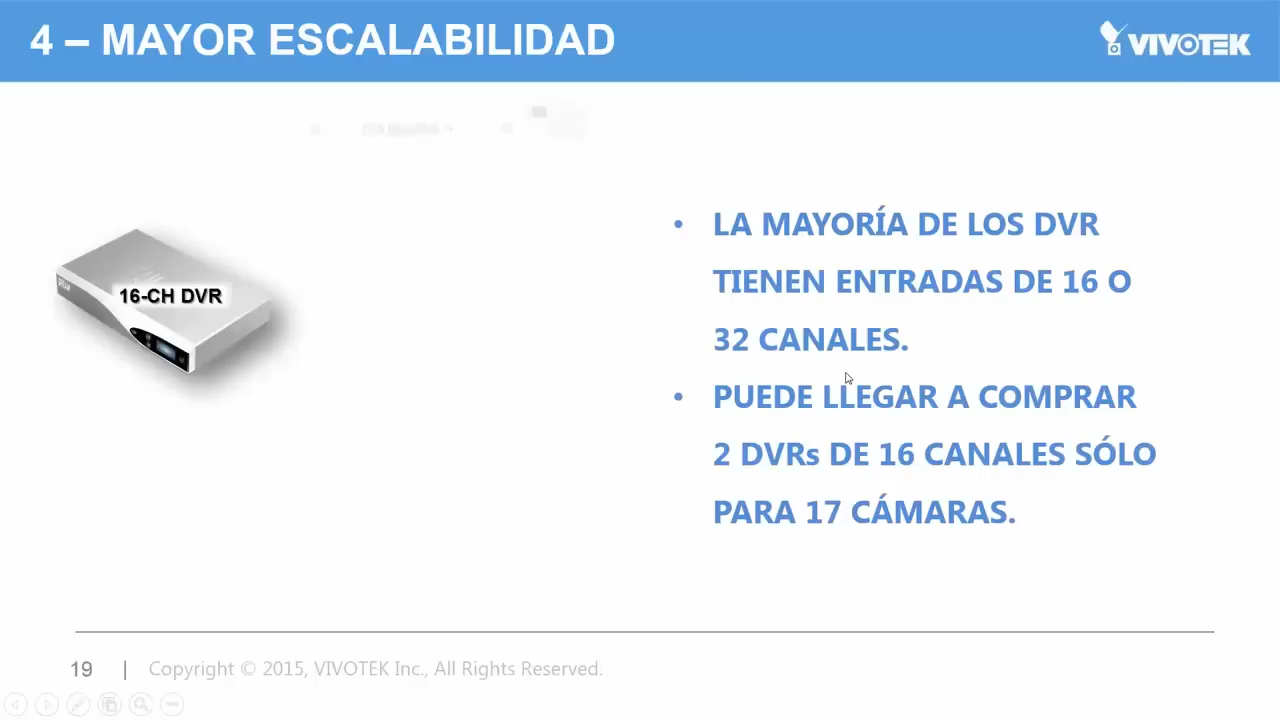 4 – MAYOR ESCALABILIDAD
VIVOTEK
16-CH DVR
• LA MAYORÍA DE LOS DVR
TIENEN ENTRADAS DE 16 O
32 CANALES.
• PUEDE LLEGAR A COMPRAR
2 DVRs DE 16 CANALES SÓLO
PARA 17 CÁMARAS.
19 | Copyright © 2015, VIVOTEK Inc., All Rights Reserved.